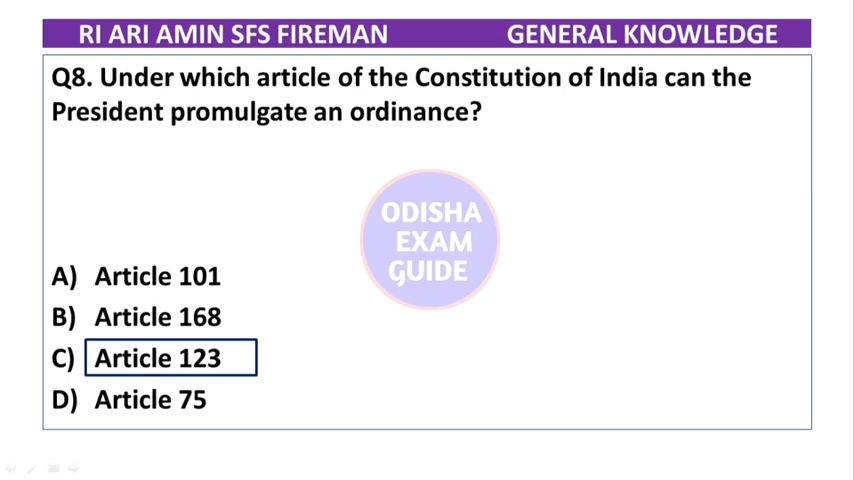 RI ARI AMIN SFS FIREMAN GENERAL KNOWLEDGE
Q8. Under which article of the Constitution of India can the
President promulgate an ordinance?
ODISHA
EXAM
GUIDE
A) Article 101
B) Article 168
C) Article 123
D) Article 75